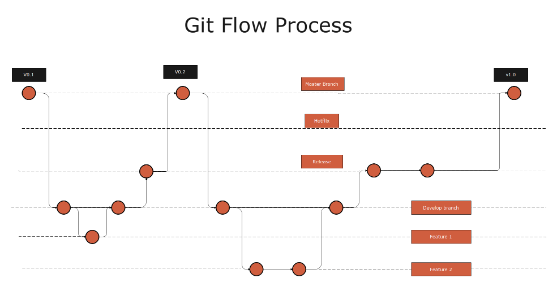 Git Flow Process
V0.1
V0.2
v1.0
Master Branch
Hotfix
Release
Develop branch
Feature 1
Feature 2